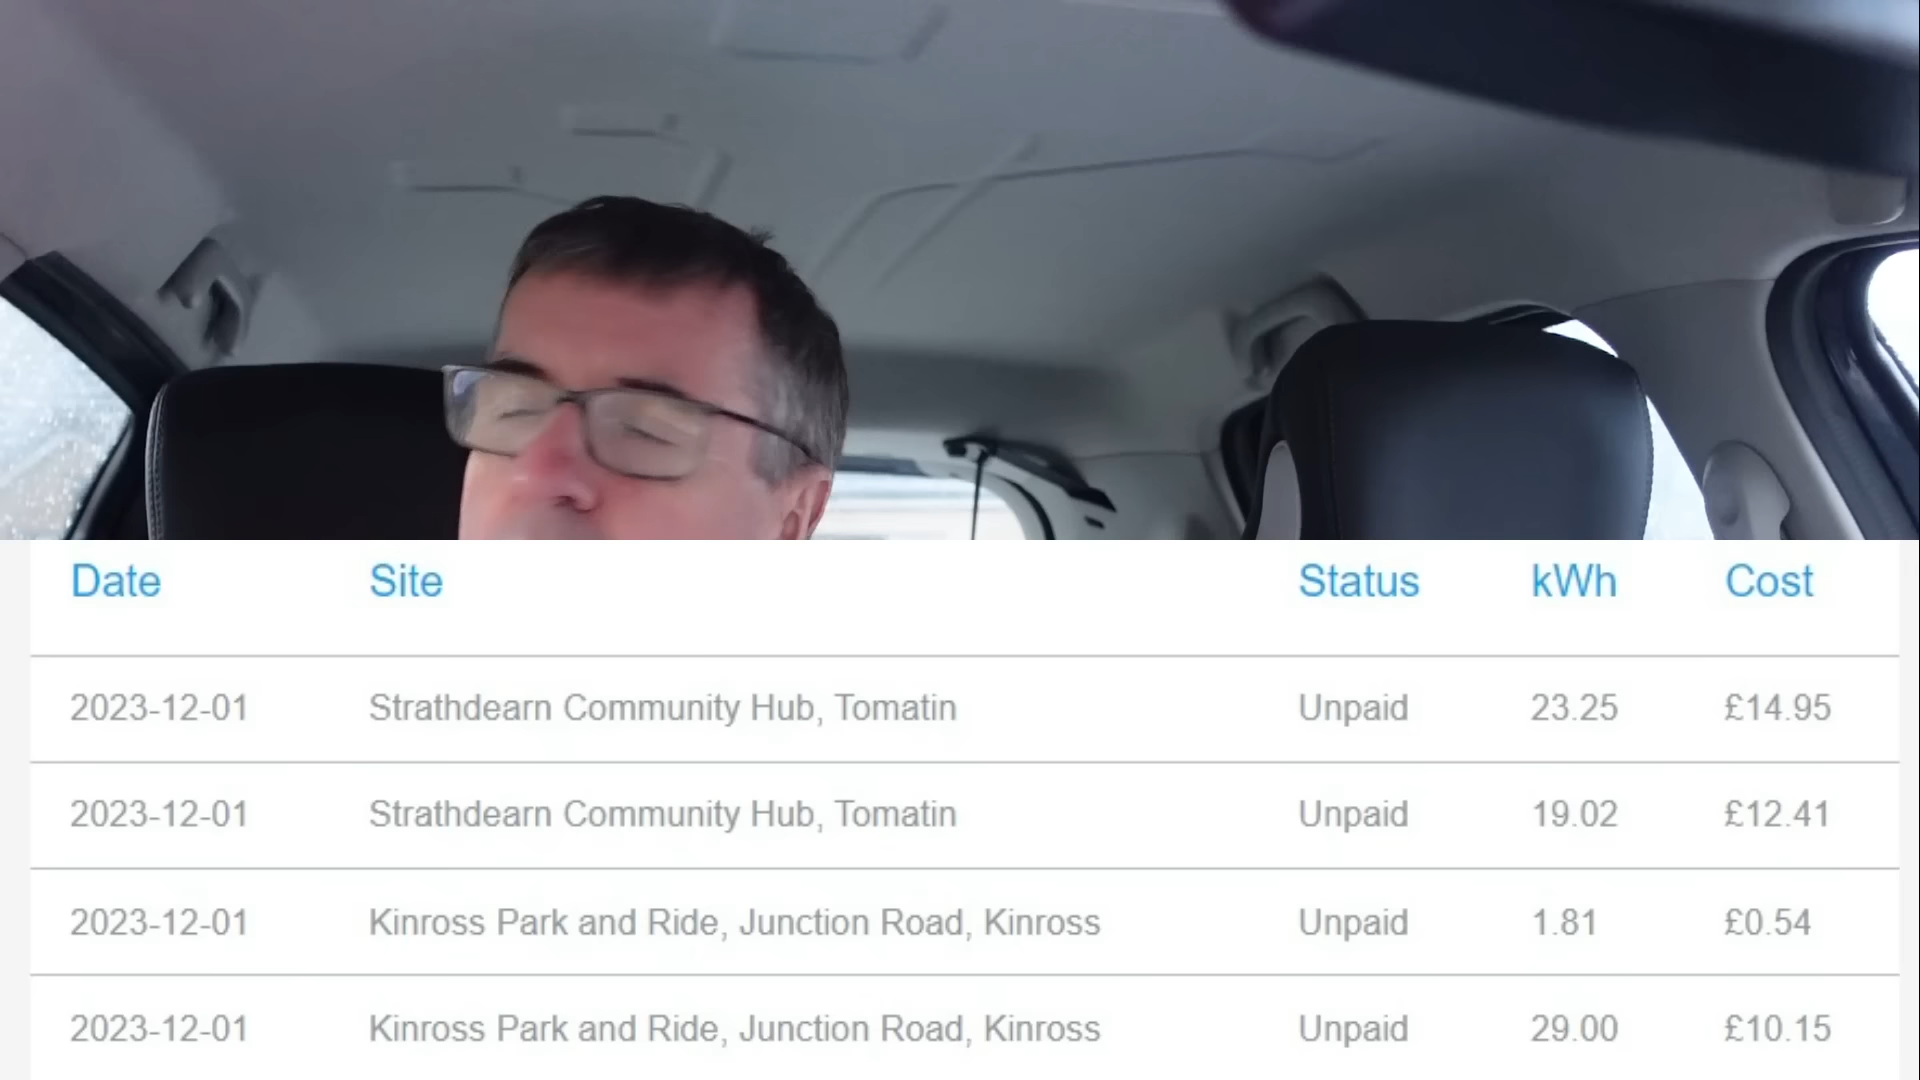 Date Site Status kWh Cost
2023-12-01 Strathdearn Community Hub, Tomatin Unpaid 23.25 £14.95
2023-12-01 Strathdearn Community Hub, Tomatin Unpaid 19.02 £12.41
2023-12-01 Kinross Park and Ride, Junction Road, Kinross Unpaid 1.81 £0.54
2023-12-01 Kinross Park and Ride, Junction Road, Kinross Unpaid 29.00 £10.15